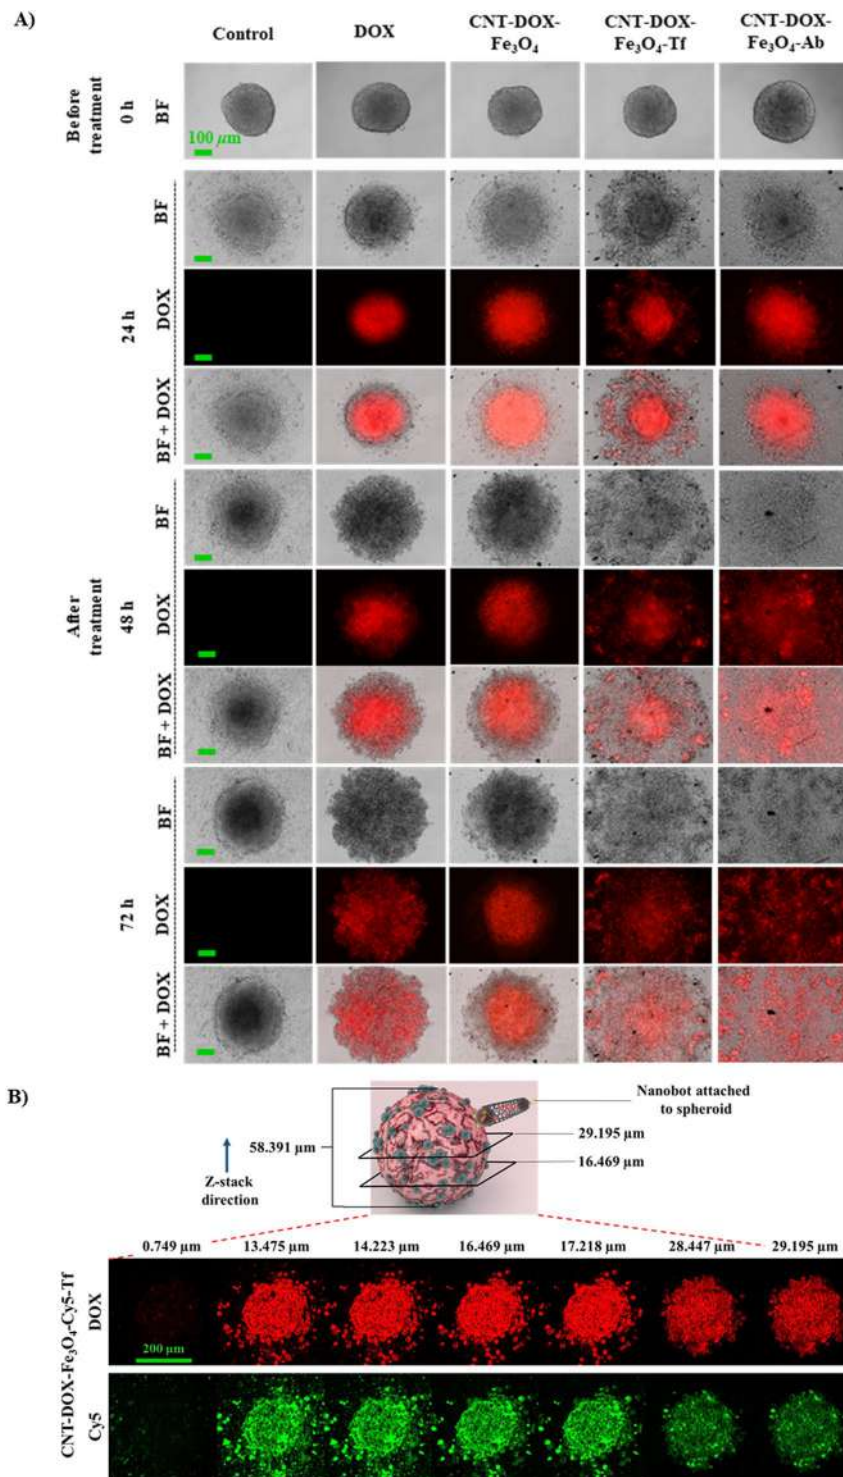 A)
Control
DOX
CNT-DOX-
Fe₃O₄
CNT-DOX-
Fe₃O₄-Tf
CNT-DOX-
Fe₃O₄-Ab
Before
treatment
0 h
BF
100 µm
After
treatment
24 h
BF
DOX
BF + DOX
48 h
BF
DOX
BF + DOX
72 h
BF
DOX
BF + DOX
B)
Nanobot attached
to spheroid
58.391 µm
29.195 µm
16.469 µm
Z-stack
direction
0.749 µm
13.475 µm
14.223 µm
16.469 µm
17.218 µm
28.447 µm
29.195 µm
CNT-DOX-Fe₃O₄-Cy5-Tf
DOX
200 µm
Cy5